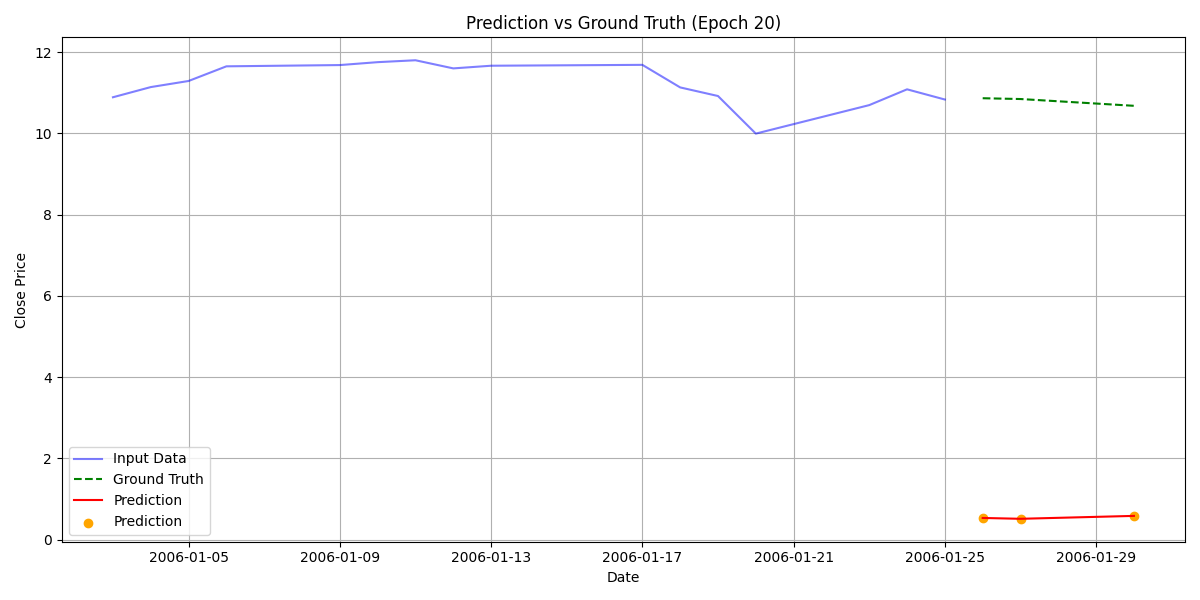 Prediction vs Ground Truth (Epoch 20)
Close Price
12
10
8
6
4
2
0
Input Data
Ground Truth
Prediction
Prediction
2006-01-05 2006-01-09 2006-01-13 2006-01-17 2006-01-21 2006-01-25 2006-01-29
Date